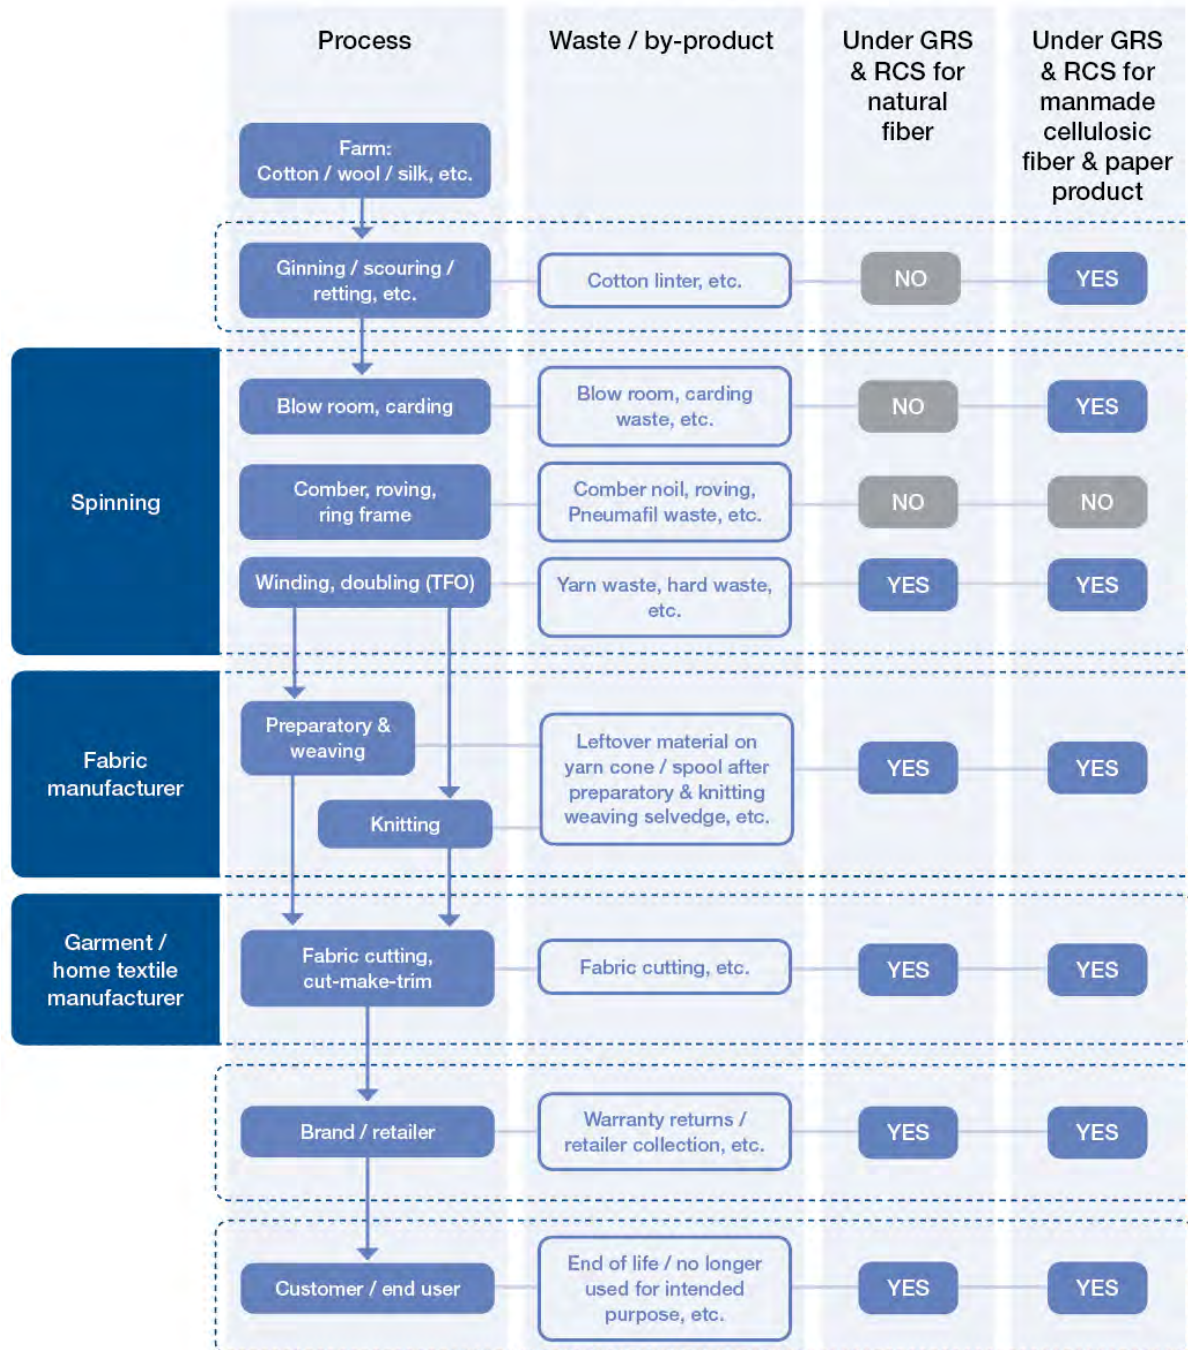 Process
Waste / by-product
Under GRS
& RCS for
natural
fiber
Under GRS
& RCS for
manmade
cellulosic
fiber & paper
product
Farm:
Cotton / wool / silk, etc.
Ginning / scouring /
retting, etc.
Cotton linter, etc.
NO
YES
Spinning
Blow room, carding
Blow room, carding
waste, etc.
NO
YES
Comber, roving,
ring frame
Comber noil, roving,
Pneumafil waste, etc.
NO
NO
Winding, doubling (TFO)
Yarn waste, hard waste,
etc.
YES
YES
Fabric
manufacturer
Preparatory &
weaving
Knitting
Leftover material on
yarn cone / spool after
preparatory & knitting
weaving selvedge, etc.
YES
YES
Garment /
home textile
manufacturer
Fabric cutting,
cut-make-trim
Fabric cutting, etc.
YES
YES
Brand / retailer
Warranty returns /
retailer collection, etc.
YES
YES
Customer / end user
End of life / no longer
used for intended
purpose, etc.
YES
YES